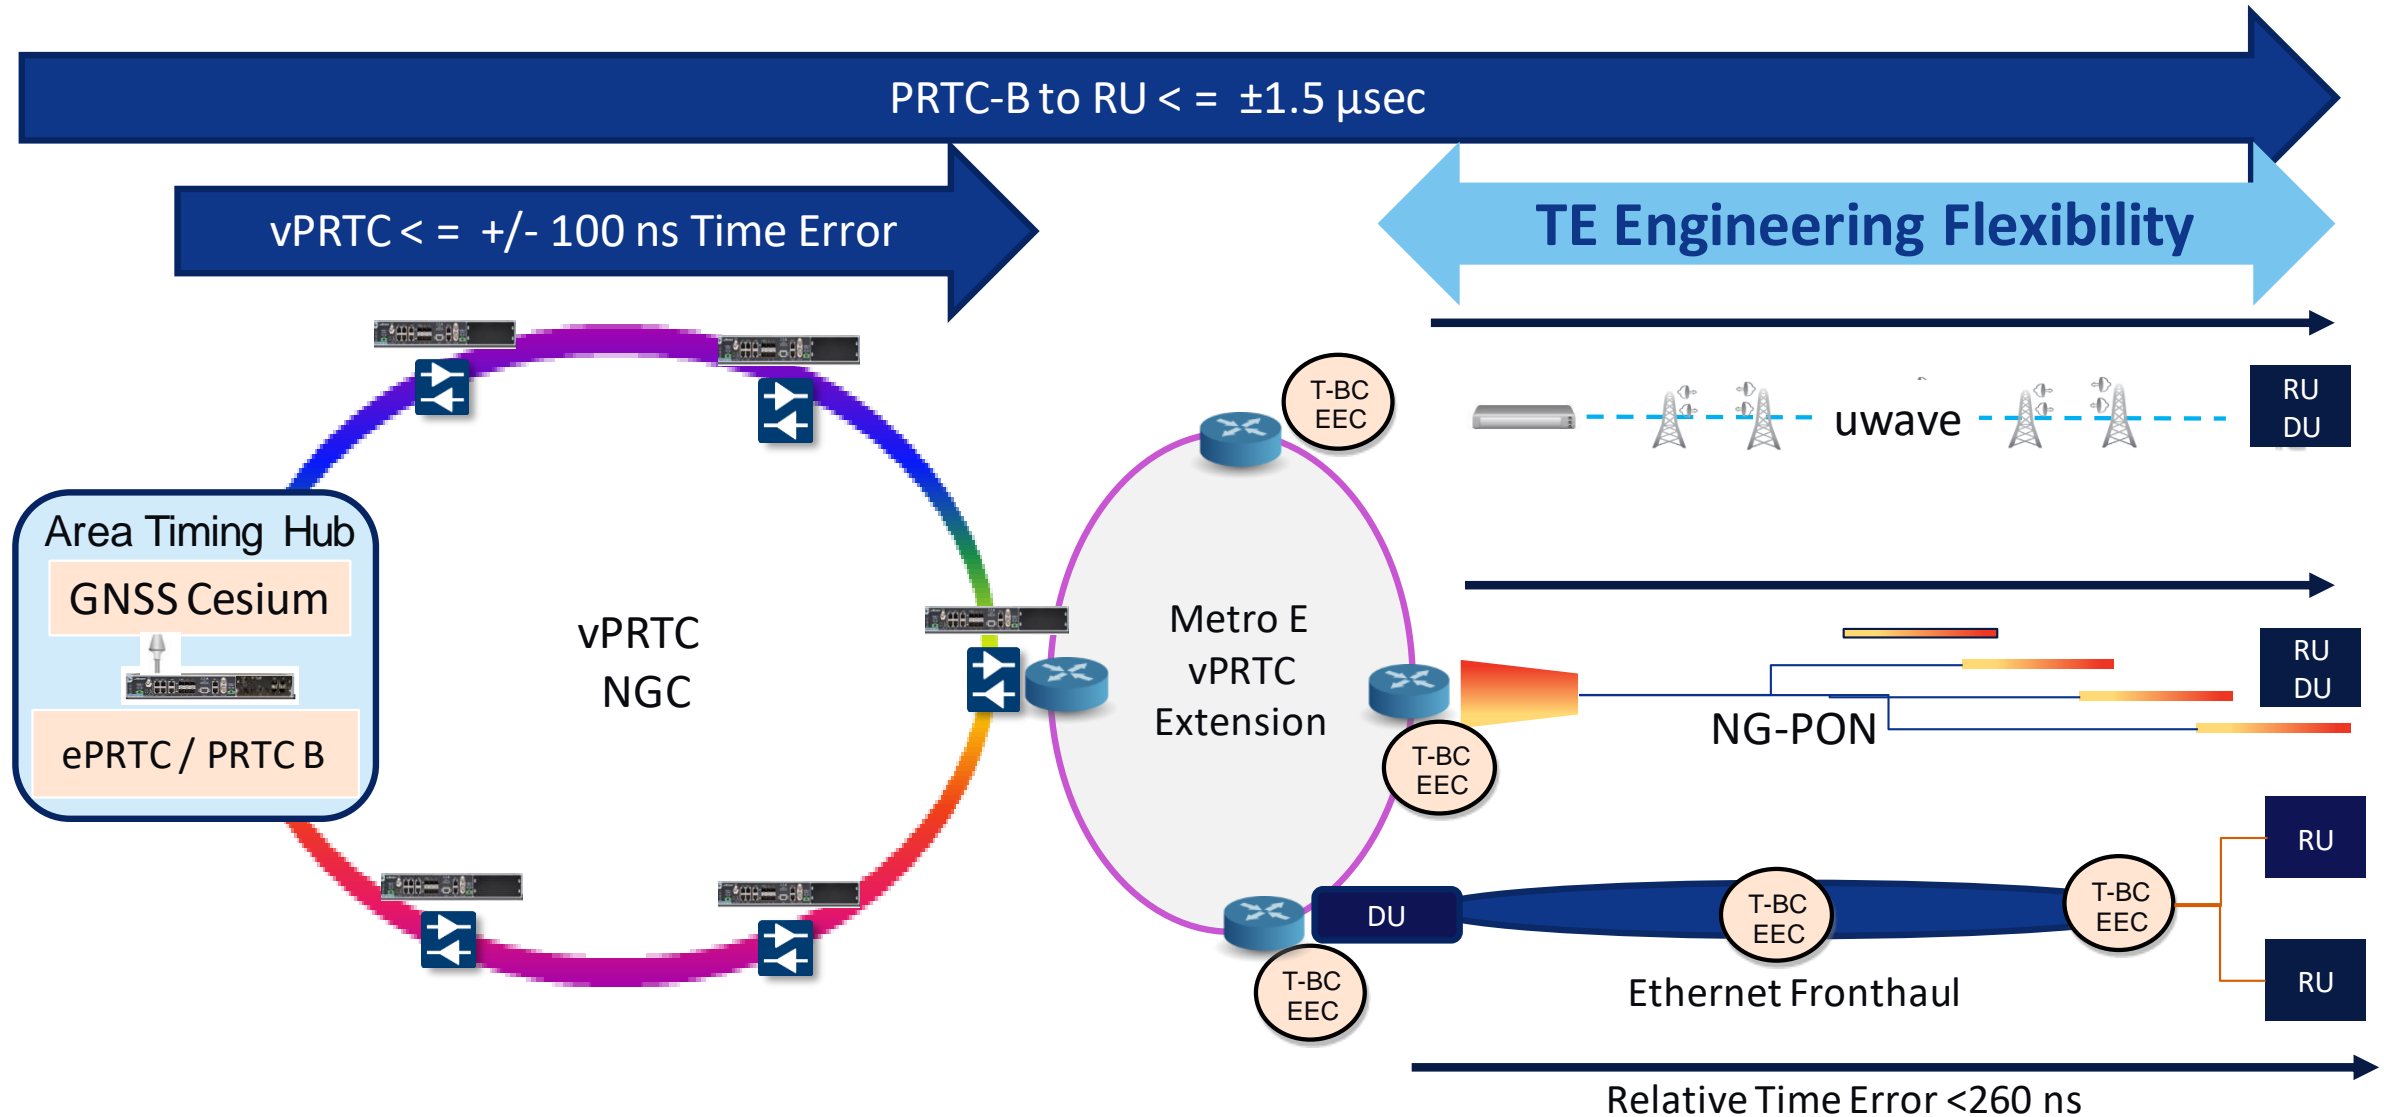 PRTC-B to RU < = ±1.5 µsec
vPRTC < = +/- 100 ns Time Error
TE Engineering Flexibility
T-BC
EEC
uwave
RU
DU
Area Timing Hub
GNSS Cesium
ePRTC / PRTC B
vPRTC
NGC
Metro E
vPRTC
Extension
T-BC
EEC
NG-PON
RU
DU
T-BC
EEC
DU
T-BC
EEC
T-BC
EEC
Ethernet Fronthaul
RU
RU
Relative Time Error <260 ns